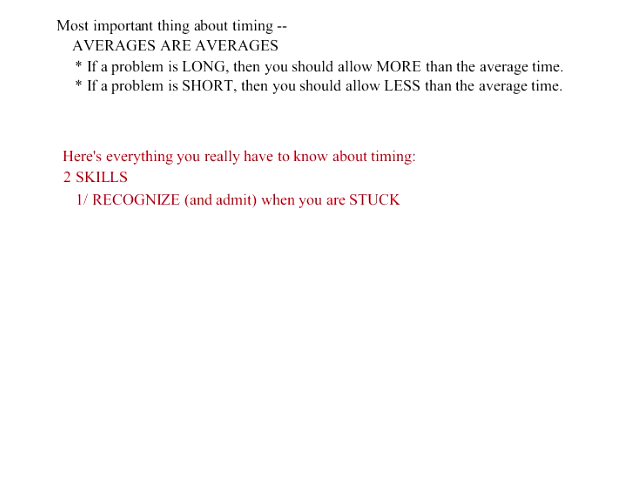 Most important thing about timing --
AVERAGES ARE AVERAGES
* If a problem is LONG, then you should allow MORE than the average time.
* If a problem is SHORT, then you should allow LESS than the average time.
Here's everything you really have to know about timing:
2 SKILLS
1/ RECOGNIZE (and admit) when you are STUCK